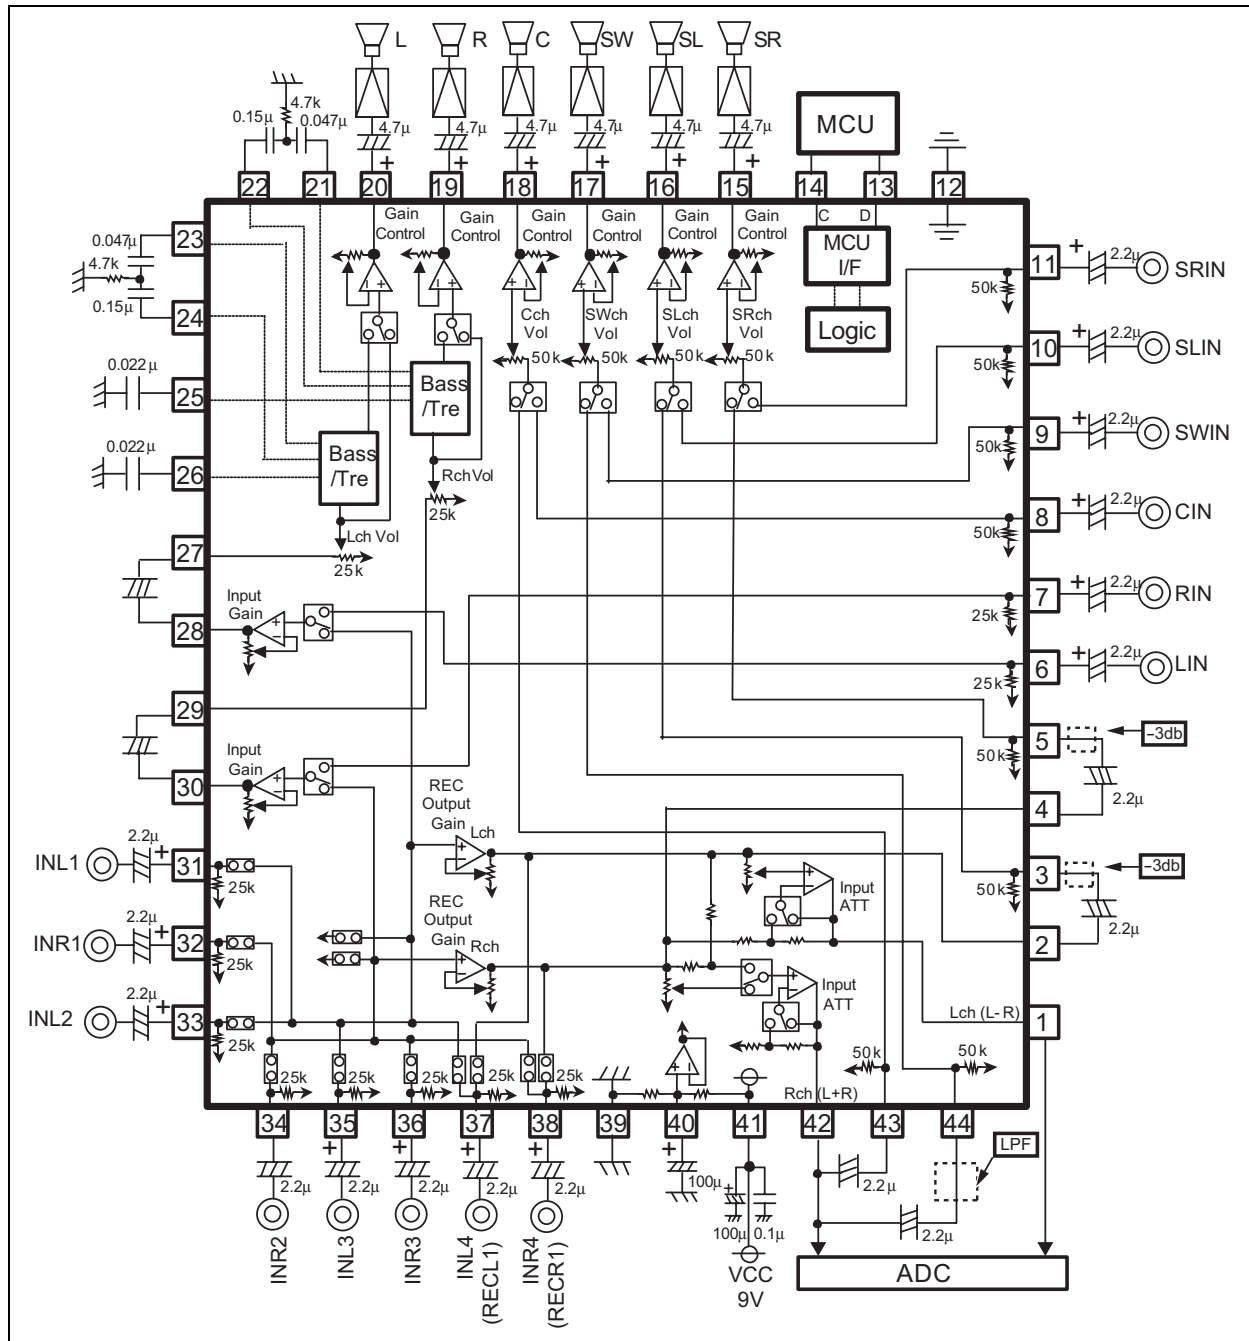 L R C SW SL SR
4.7k
0.15μ 0.047μ
4.7μ 4.7μ 4.7μ 4.7μ 4.7μ 4.7μ
MCU
+ + + + + +
22 21 20 19 18 17 16 15 14 13 12
C D
Gain Control
Gain Control
Gain Control
Gain Control
Gain Control
Gain Control
MCU I/F
Logic
23
0.047μ
4.7k
0.15μ
24
0.022μ
25
0.022μ
26
Cch Vol
SWch Vol
SLch Vol
SRch Vol
50k 50k 50k 50k
Bass /Tre
Bass /Tre
RchVol
25k
Lch Vol
25k
11 + 2.2μ SRIN
50k
10 + 2.2μ SLIN
50k
9 + 2.2μ SWIN
50k
8 + 2.2μ CIN
50k
7 + 2.2μ RIN
25k
6 + 2.2μ LIN
25k
5 –3db
50k
2.2μ
4
3 –3db
50k
2.2μ
2
1
Lch (L-R)
27
28
Input Gain
29
30
Input Gain
REC Output Gain Lch
REC Output Gain Rch
Input ATT
Input ATT
INL1 2.2μ + 31
25k
INR1 2.2μ + 32
25k
INL2 2.2μ + 33
25k
25k 25k 25k 25k 25k
50k 50k
Rch (L+R)
34 35 36 37 38 39 40 41 42 43 44
+ + + + +
2.2μ 2.2μ 2.2μ 2.2μ 2.2μ
100μ
+
100μ 0.1μ
2.2μ
2.2μ
LPF
INR2
INL3
INR3
INL4 (RECL1)
INR4 (RECR1)
VCC
9V
ADC